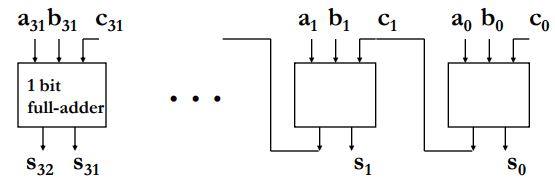 a₃₁ b₃₁ c₃₁ a₁ b₁ c₁ a₀ b₀ c₀
1 bit
full-adder
• • •
s₃₂ s₃₁ s₁ s₀